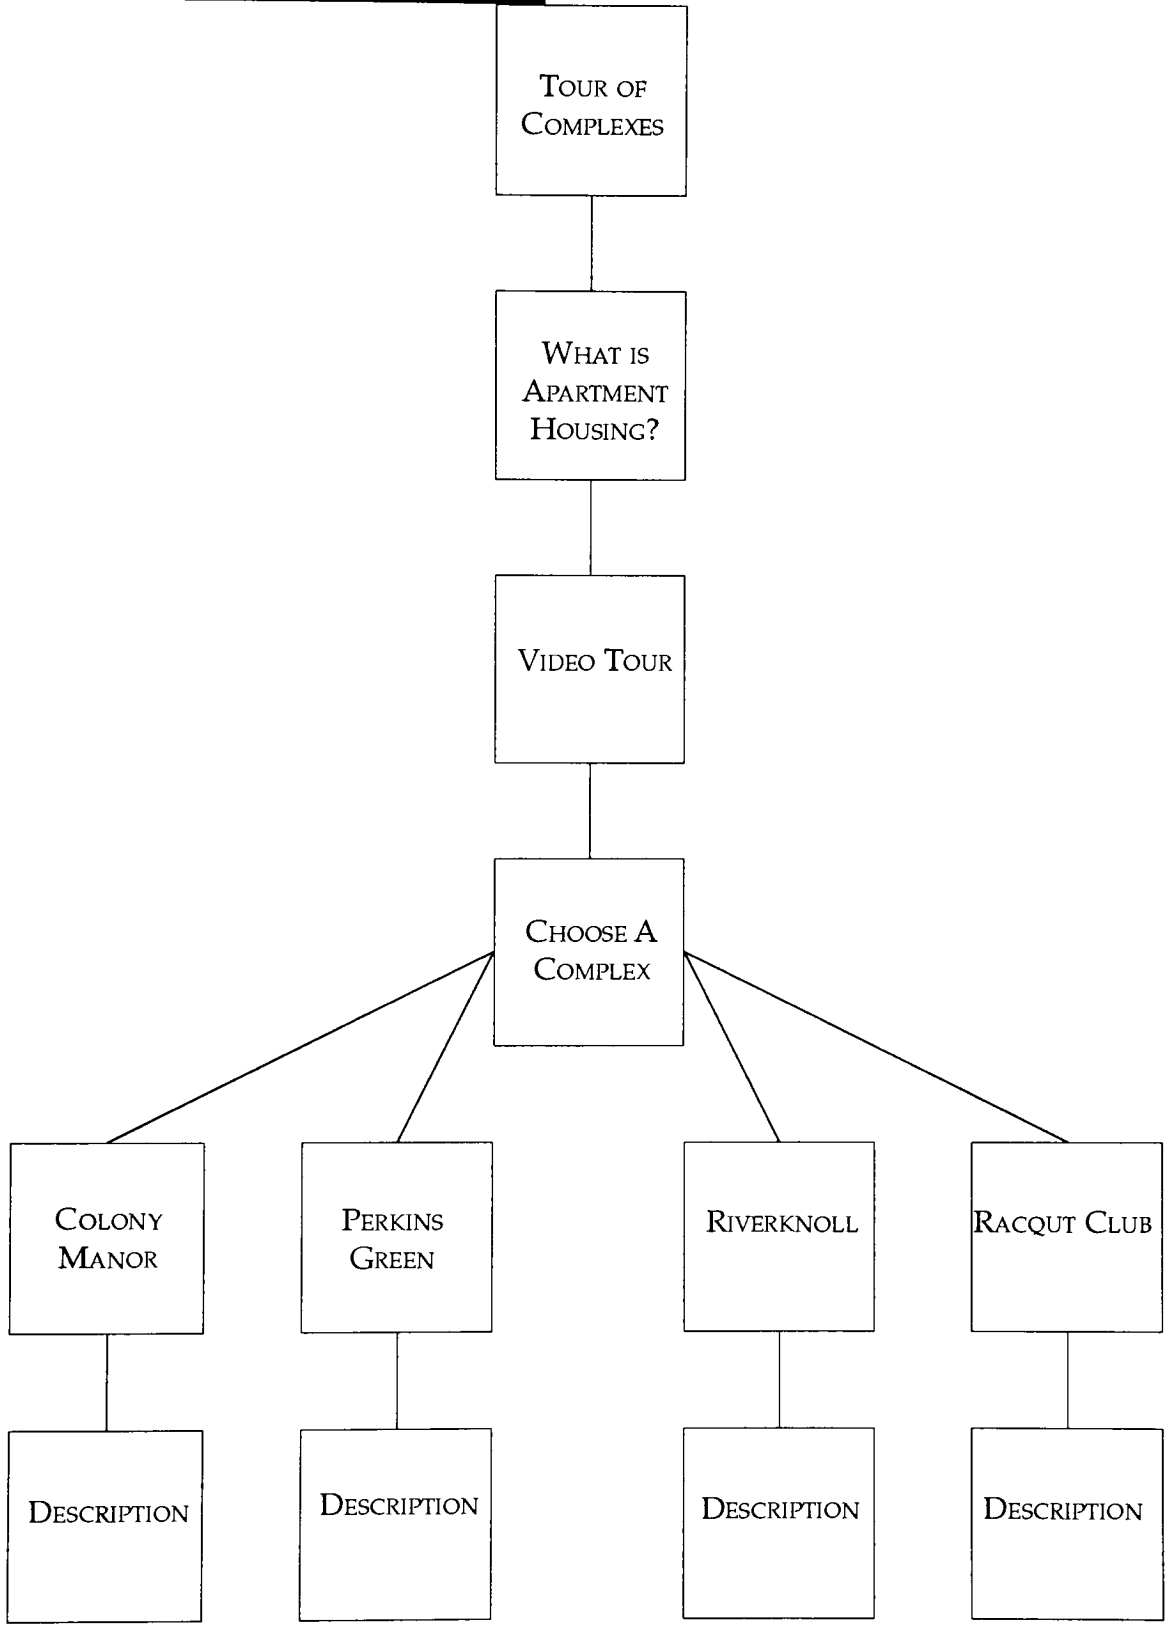 TOUR OF
COMPLEXES
WHAT IS
APARTMENT
HOUSING?
VIDEO TOUR
CHOOSE A
COMPLEX
COLONY
MANOR
PERKINS
GREEN
RIVERKNOLL
RACQUT CLUB
DESCRIPTION
DESCRIPTION
DESCRIPTION
DESCRIPTION